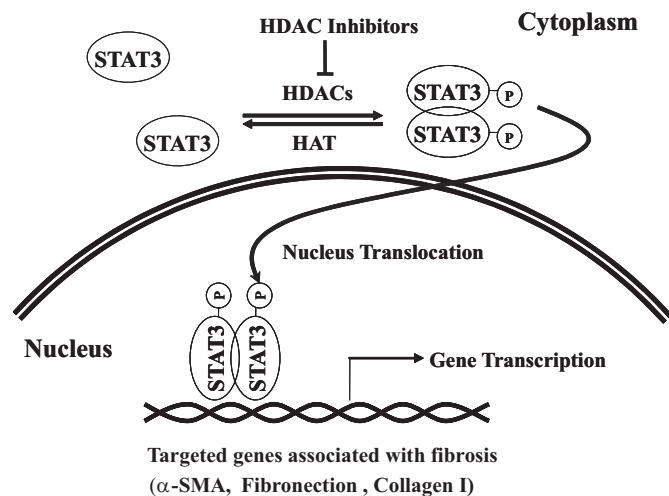 HDAC Inhibitors
Cytoplasm
STAT3
HDACs
STAT3
P
STAT3
HAT
STAT3
P
Nucleus Translocation
P
P
Nucleus
STAT3
STAT3
Gene Transcription
Targeted genes associated with fibrosis
(α-SMA, Fibronection , Collagen I)